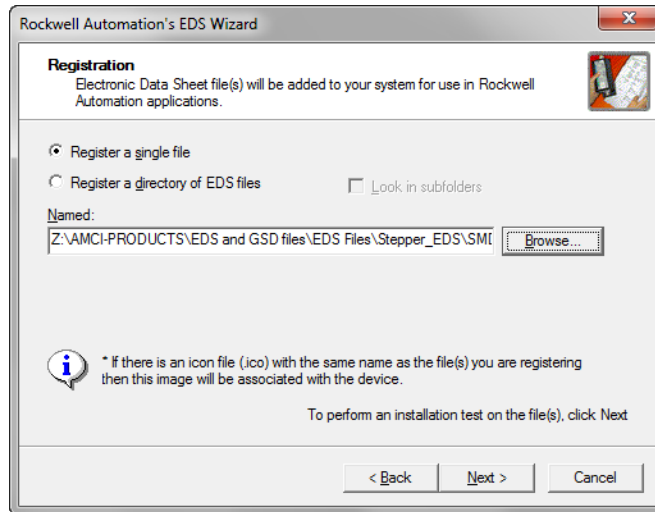 Rockwell Automation's EDS Wizard
Registration
Electronic Data Sheet file(s) will be added to your system for use in Rockwell
Automation applications.
Register a single file
Register a directory of EDS files
Look in subfolders
Named:
Z:\AMCI-PRODUCTS\EDS and GSD files\EDS Files\Stepper_EDS\SMD
Browse...
* If there is an icon file (.ico) with the same name as the file(s) you are registering
then this image will be associated with the device.
To perform an installation test on the file(s), click Next
< Back
Next >
Cancel